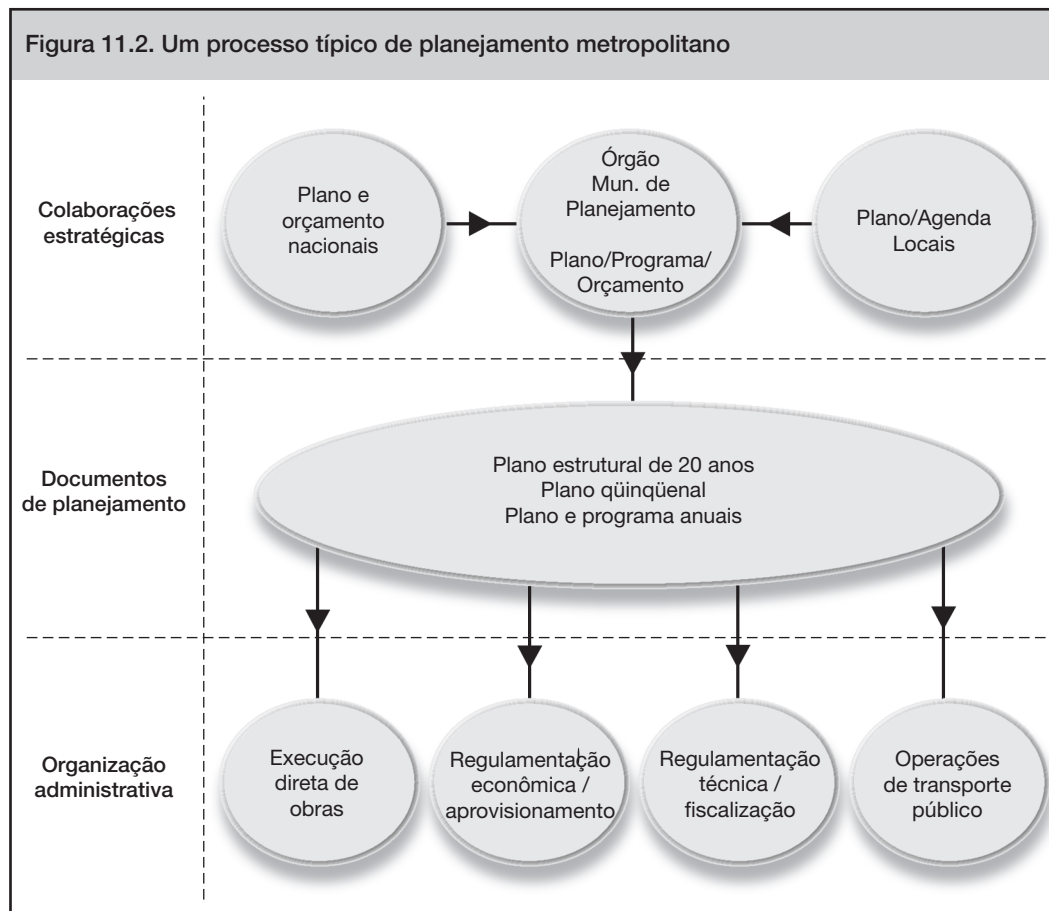 Figura 11.2. Um processo típico de planejamento metropolitano
Colaborações
estratégicas
Plano e
orçamento
nacionais
Órgão
Mun. de
Planejamento
Plano/Programa/
Orçamento
Plano/Agenda
Locais
Documentos
de planejamento
Plano estrutural de 20 anos
Plano qüinqüenal
Plano e programa anuais
Organização
administrativa
Execução
direta de
obras
Regulamentação
econômica /
aprovisionamento
Regulamentação
técnica /
fiscalização
Operações
de transporte
público